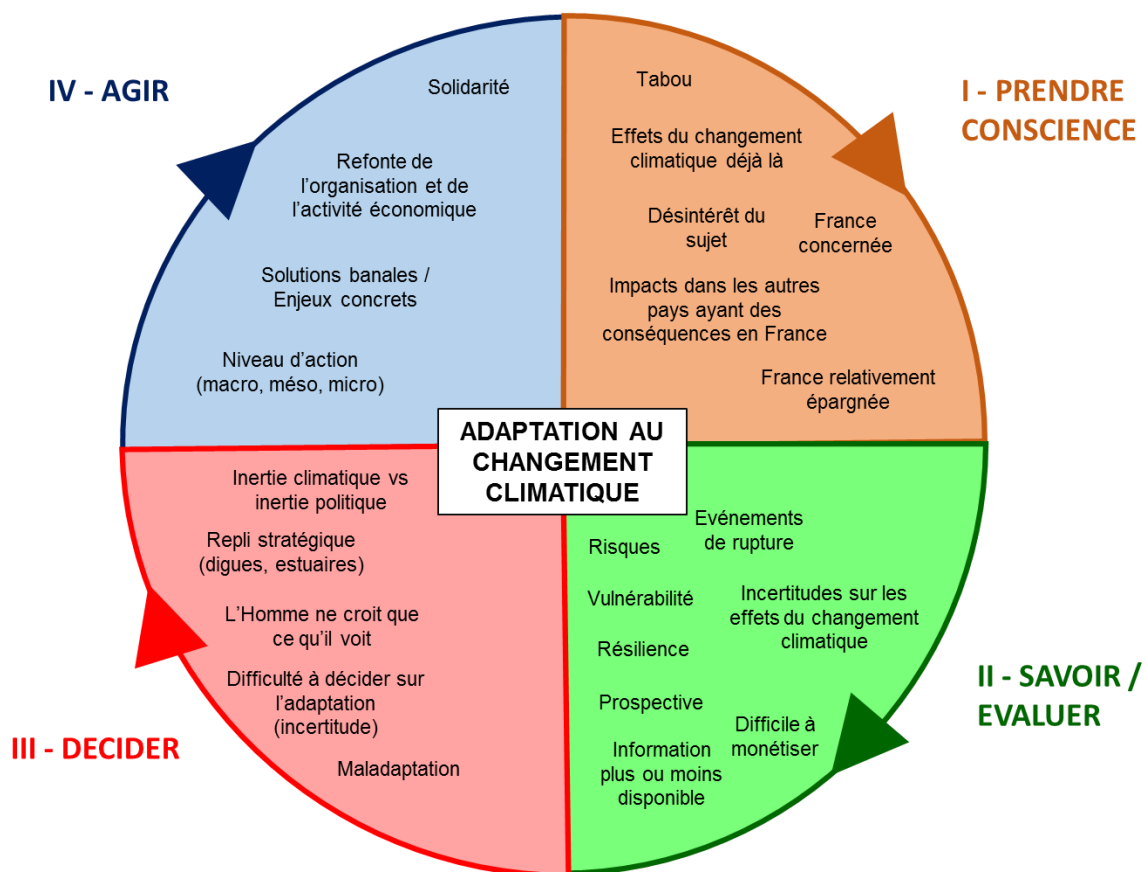 IV - AGIR
Solidarité
Refonte de
l'organisation et de
l'activité économique
Solutions banales /
Enjeux concrets
Niveau d'action
(macro, méso, micro)
I - PRENDRE
CONSCIENCE
Tabou
Effets du changement
climatique déjà là
Désintérêt du
sujet
France
concernée
Impacts dans les autres
pays ayant des
conséquences en France
France relativement
épargnée
ADAPTATION AU
CHANGEMENT
CLIMATIQUE
II - SAVOIR /
EVALUER
Evénements
de rupture
Risques
Vulnérabilité
Incertitudes sur les
effets du changement
climatique
Résilience
Prospective
Difficile à
monétiser
Information
plus ou moins
disponible
III - DECIDER
Inertie climatique vs
inertie politique
Repli stratégique
(digues, estuaires)
L'Homme ne croit que
ce qu'il voit
Difficulté à décider sur
l'adaptation
(incertitude)
Maladaptation